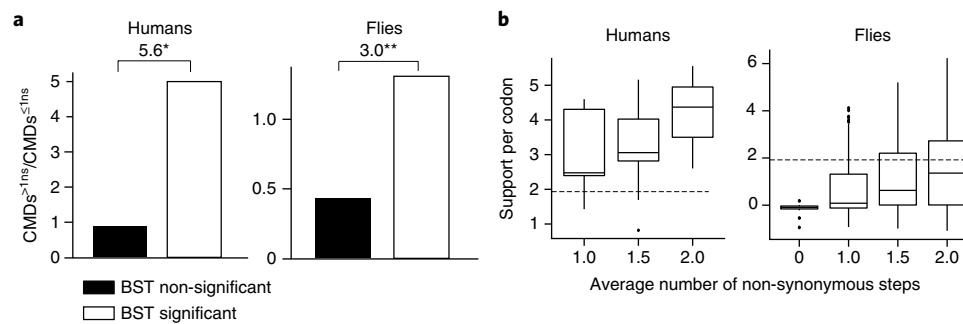 a
Humans
5.6*
Flies
3.0**
CMDs>1ns/CMDs≤1ns
5
4
3
2
1
0
1.0
0.5
0
BST non-significant
BST significant
b
Humans
Flies
Support per codon
5
4
3
2
1
1.0 1.5 2.0
6
4
2
0
0 1.0 1.5 2.0
Average number of non-synonymous steps